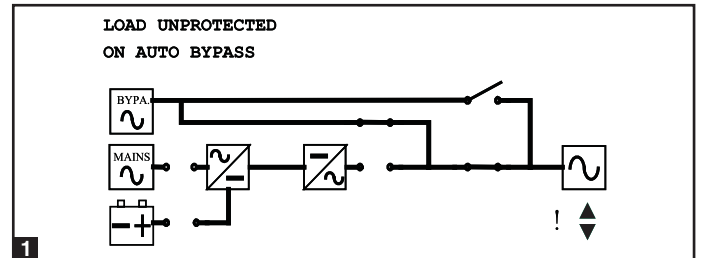 LOAD UNPROTECTED
ON AUTO BYPASS
BYPA.
MAINS
!
1